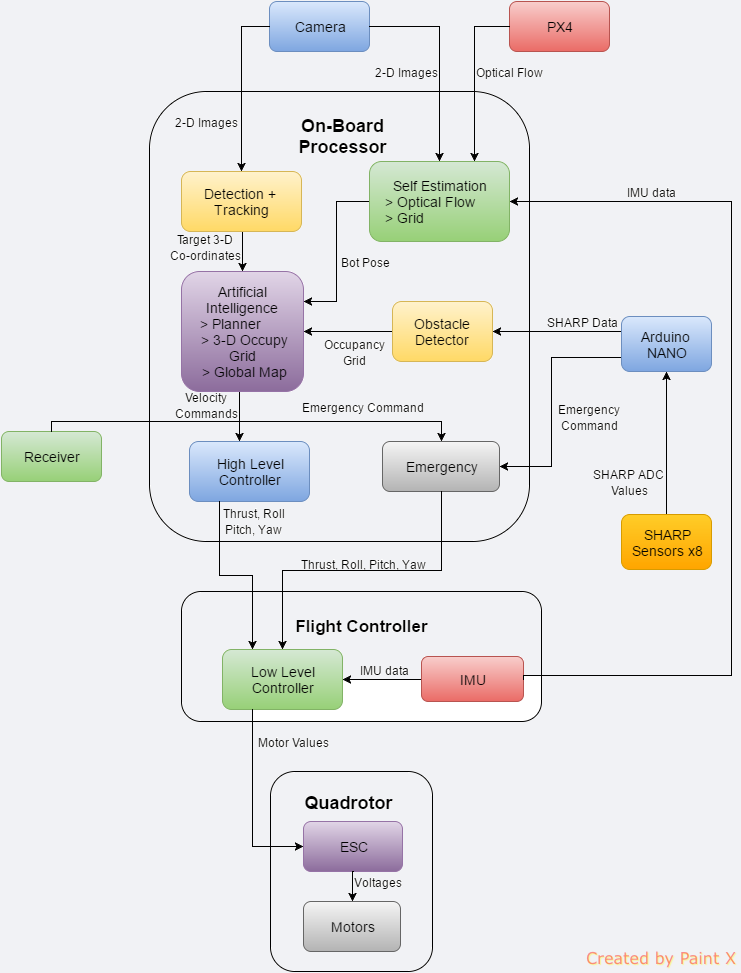 Camera
PX4
2-D Images
Optical Flow
2-D Images
On-Board
Processor
Self Estimation
> Optical Flow
> Grid
IMU data
Detection +
Tracking
Target 3-D
Co-ordinates
Bot Pose
Artificial
Intelligence
> Planner
> 3-D Occupy
Grid
> Global Map
Obstacle
Detector
Occupancy
Grid
SHARP Data
Arduino
NANO
Velocity
Commands
Emergency Command
Emergency
Command
Receiver
High Level
Controller
Emergency
SHARP ADC
Values
SHARP
Sensors x8
Thrust, Roll
Pitch, Yaw
Thrust, Roll, Pitch, Yaw
Flight Controller
Low Level
Controller
IMU data
IMU
Motor Values
Quadrotor
ESC
Voltages
Motors
Created by Paint X